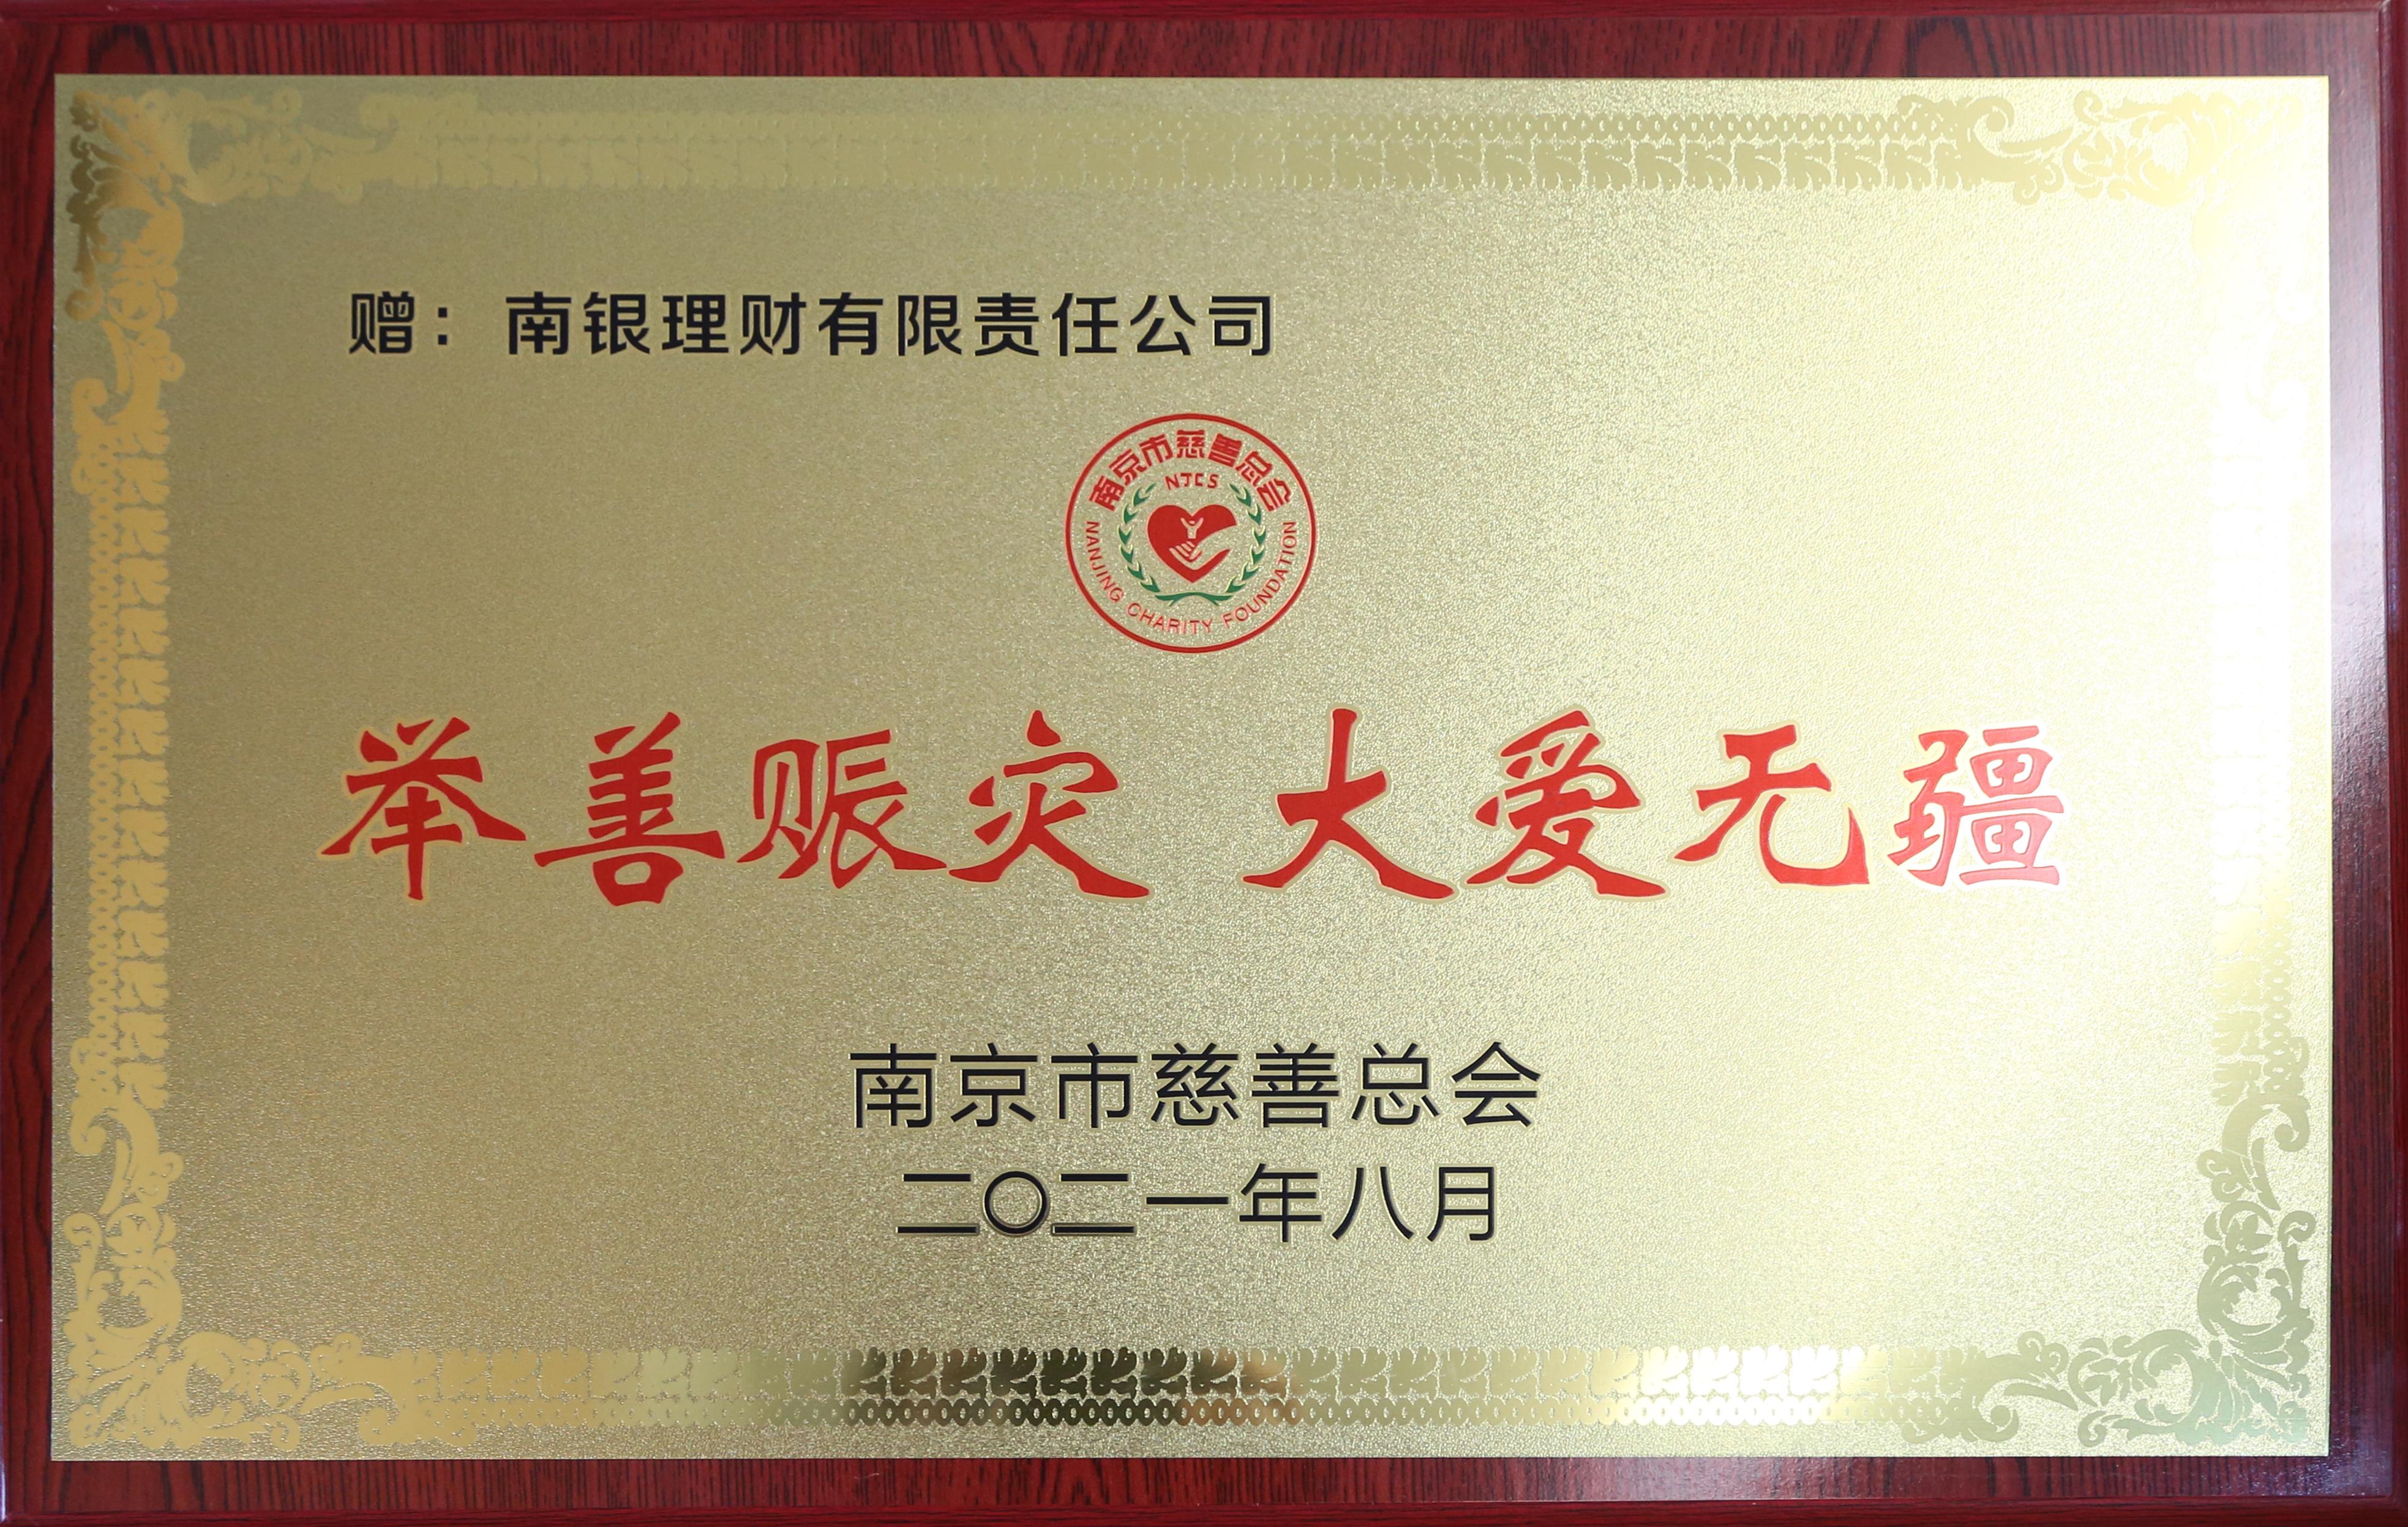 赠：南银理财有限责任公司
南京市慈善总会
NJCS
NANJING CHARITY FOUNDATION
举善赈灾 大爱无疆
南京市慈善总会
二〇二一年八月